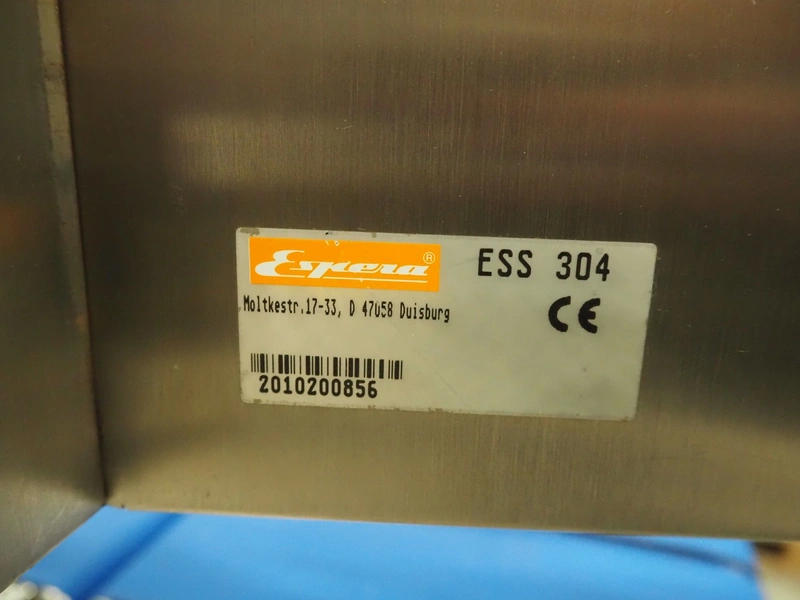 Espera®
ESS 304
Moltkestr.17-33, D 47058 Duisburg
CE
2010200856